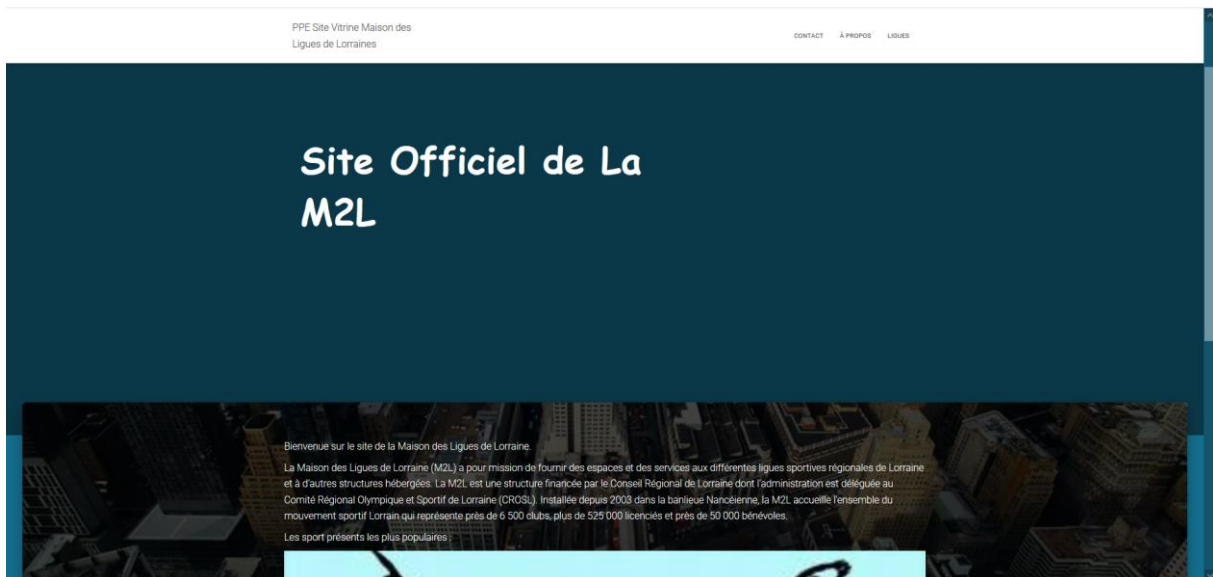 PPE Site Vitrine Maison des
Ligues de Lorraines
CONTACT À PROPOS LIGUES
Site Officiel de La
M2L
Bienvenue sur le site de la Maison des Ligues de Lorraine.
La Maison des Ligues de Lorraine (M2L) a pour mission de fournir des espaces et des services aux différentes ligues sportives régionales de Lorraine
et à d'autres structures hébergées. La M2L est une structure financée par le Conseil Régional de Lorraine dont l'administration est déléguée au
Comité Régional Olympique et Sportif de Lorraine (CROSL). Installée depuis 2003 dans la banlieue Nancéienne, la M2L accueille l'ensemble du
mouvement sportif Lorrain qui représente près de 6 500 clubs, plus de 525 000 licenciés et près de 50 000 bénévoles.
Les sport présents les plus populaires :